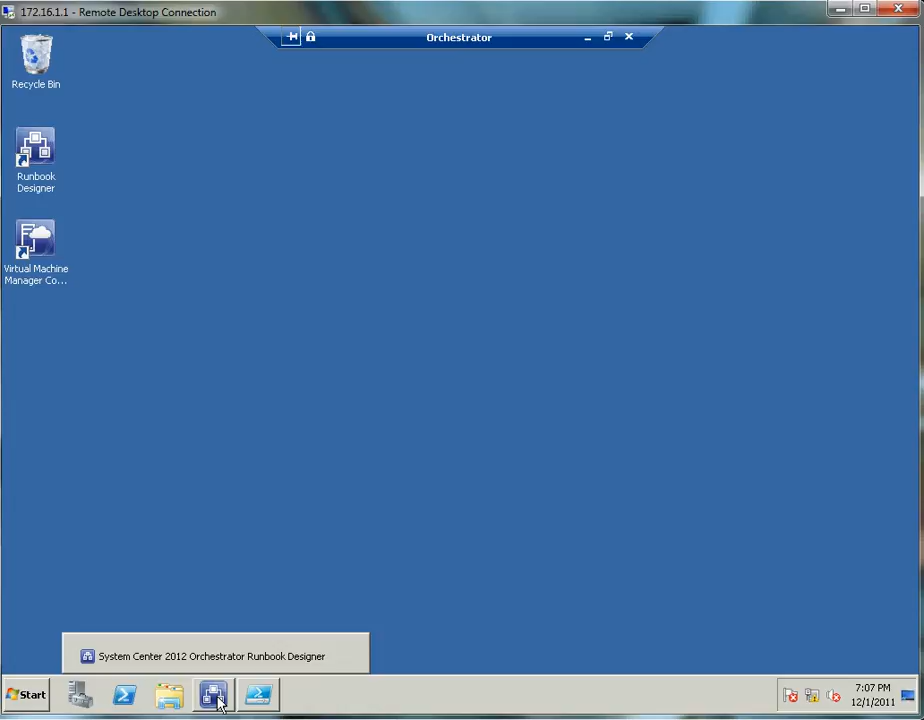 172.16.1.1 - Remote Desktop Connection
Orchestrator
Recycle Bin
Runbook
Designer
Virtual Machine
Manager Co...
System Center 2012 Orchestrator Runbook Designer
Start
7:07 PM
12/1/2011